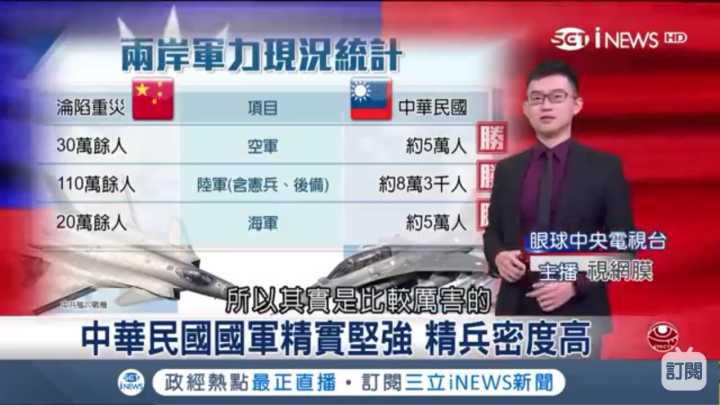 兩岸軍力現況統計
SET iNEWS HD
淪陷重災 項目 中華民國
30萬餘人 空軍 約5萬人 勝
110萬餘人 陸軍(含憲兵、後備) 約8萬3千人 勝
20萬餘人 海軍 約5萬人
眼球中央電視台
主播 視網膜
所以其實是比較厲害的
中華民國國軍精實堅強 精兵密度高
SET iNEWS 政經熱點最正直播・訂閱三立iNEWS新聞
訂閱